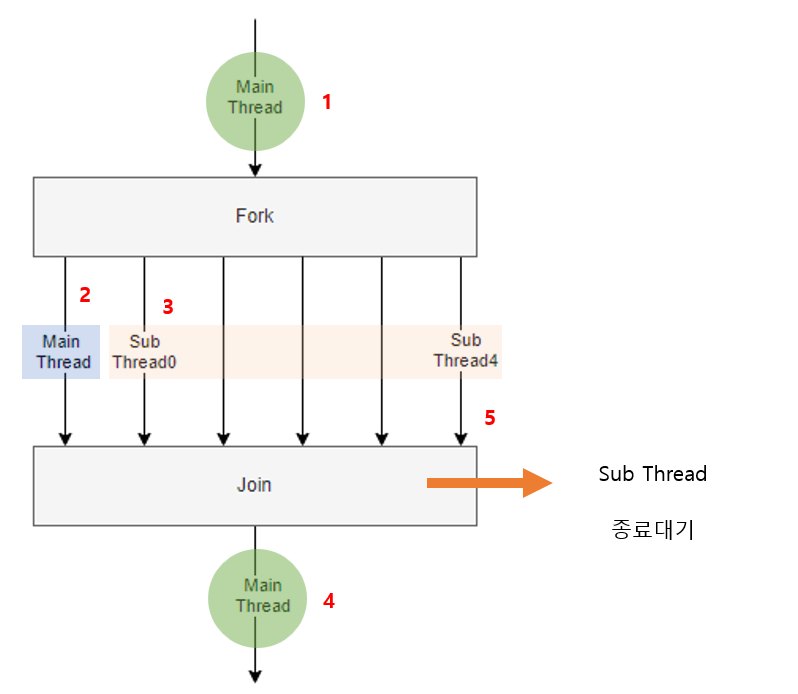 Main
Thread
1
Fork
2
3
Main
Thread
Sub
Thread0
Sub
Thread4
5
Join
Sub Thread
종료대기
Main
Thread
4